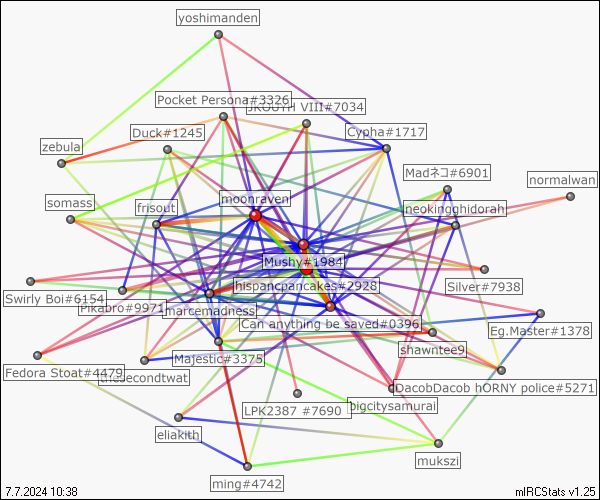 yoshimanden
Pocket Persona#3326
JKOUTH VIII#7034
Duck#1245
Cypha#1717
zebula
Madネコ#6901
normalwan
moonraven
somass
frisout
neokingghidorah
Mushy#1984
hispancpancakes#2928
Silver#7938
Swirly Boi#6154
Pikabro#9971
marcemadness
Can anything be saved#0396
Eg.Master#1378
shawntee9
Majestic#3375
Fedora Stoat#4479
thesecondtwat
DacobDacob hORNY police#5271
LPK2387 #7690
bigcitysamurai
eliakith
mukszi
ming#4742
7.7.2024 10:38
mIRCStats v1.25